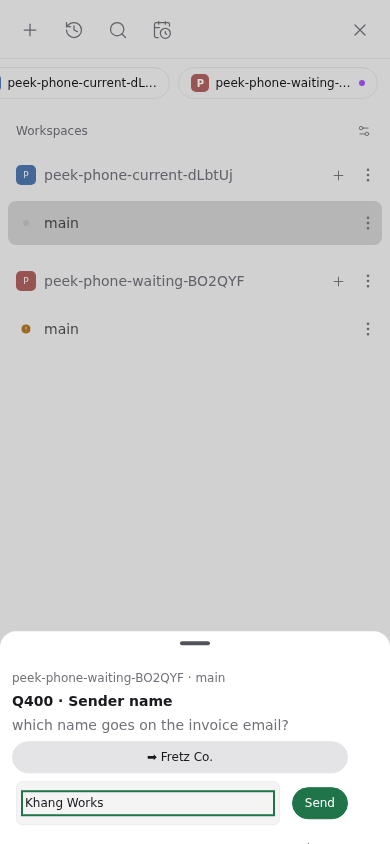 peek-phone-current-dL...
P peek-phone-waiting-...
Workspaces
P peek-phone-current-dLbtUj
main
P peek-phone-waiting-BO2QYF
main
peek-phone-waiting-BO2QYF · main
Q400 · Sender name
which name goes on the invoice email?
➡ Fretz Co.
Khang Works
Send